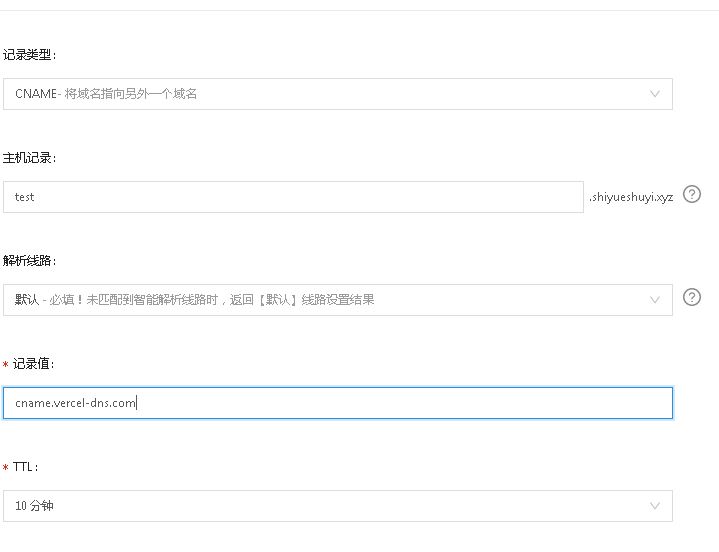 记录类型:
CNAME- 将域名指向另外一个域名
主机记录:
test .shiyueshuyi.xyz ?
解析线路:
默认 - 必填！未匹配到智能解析线路时，返回【默认】线路设置结果 ?
* 记录值:
cname.vercel-dns.com
* TTL:
10 分钟